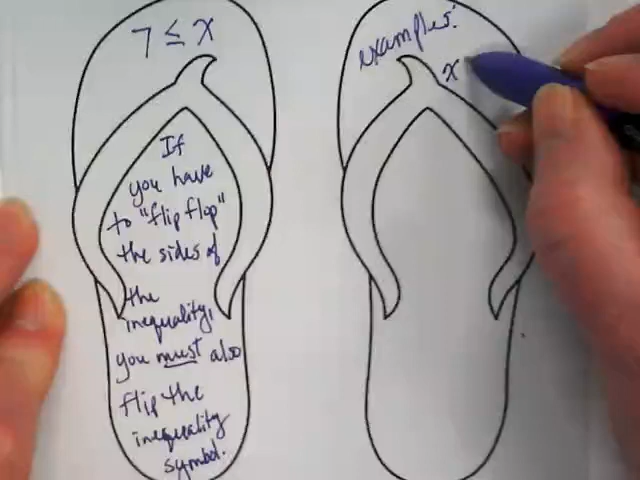 7 ≤ x
If
you have
to "flip flop"
the sides of
the
inequality,
you must also
flip the
inequality
symbol.
examples:
x